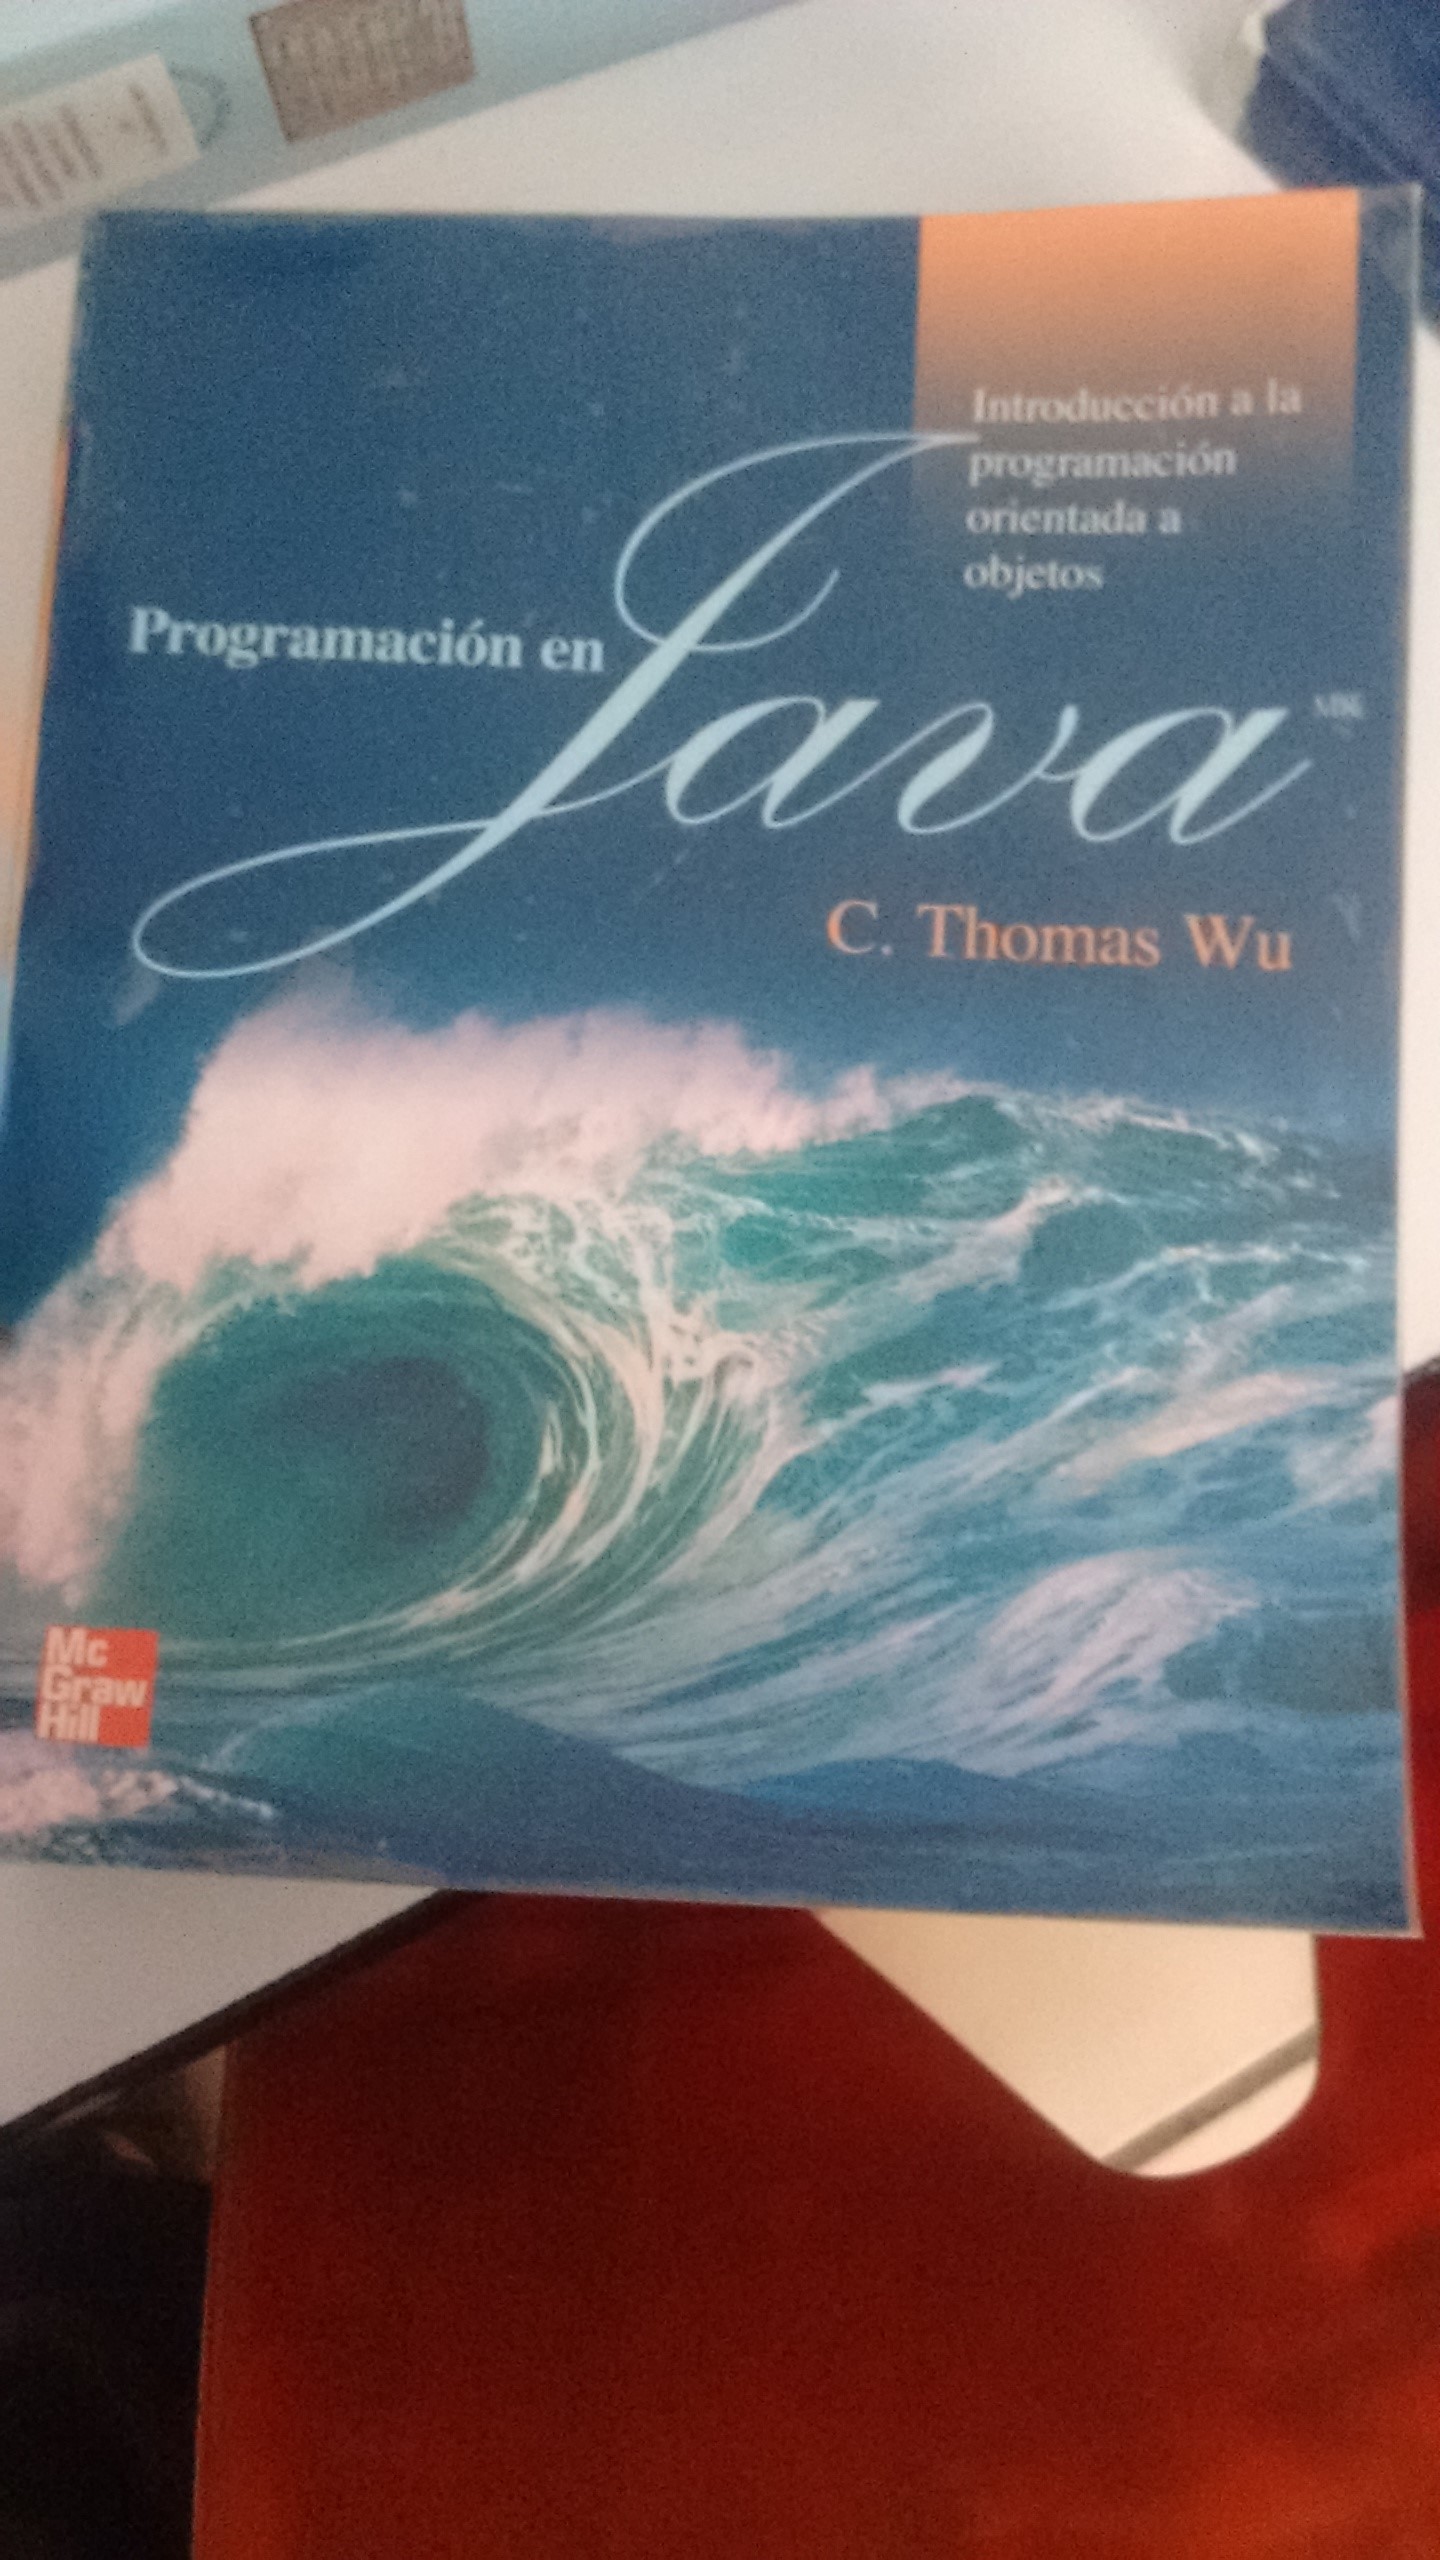 Introducción a la
programación
orientada a
objetos
Programación en
Java
C. Thomas Wu
Mc
Graw
Hill